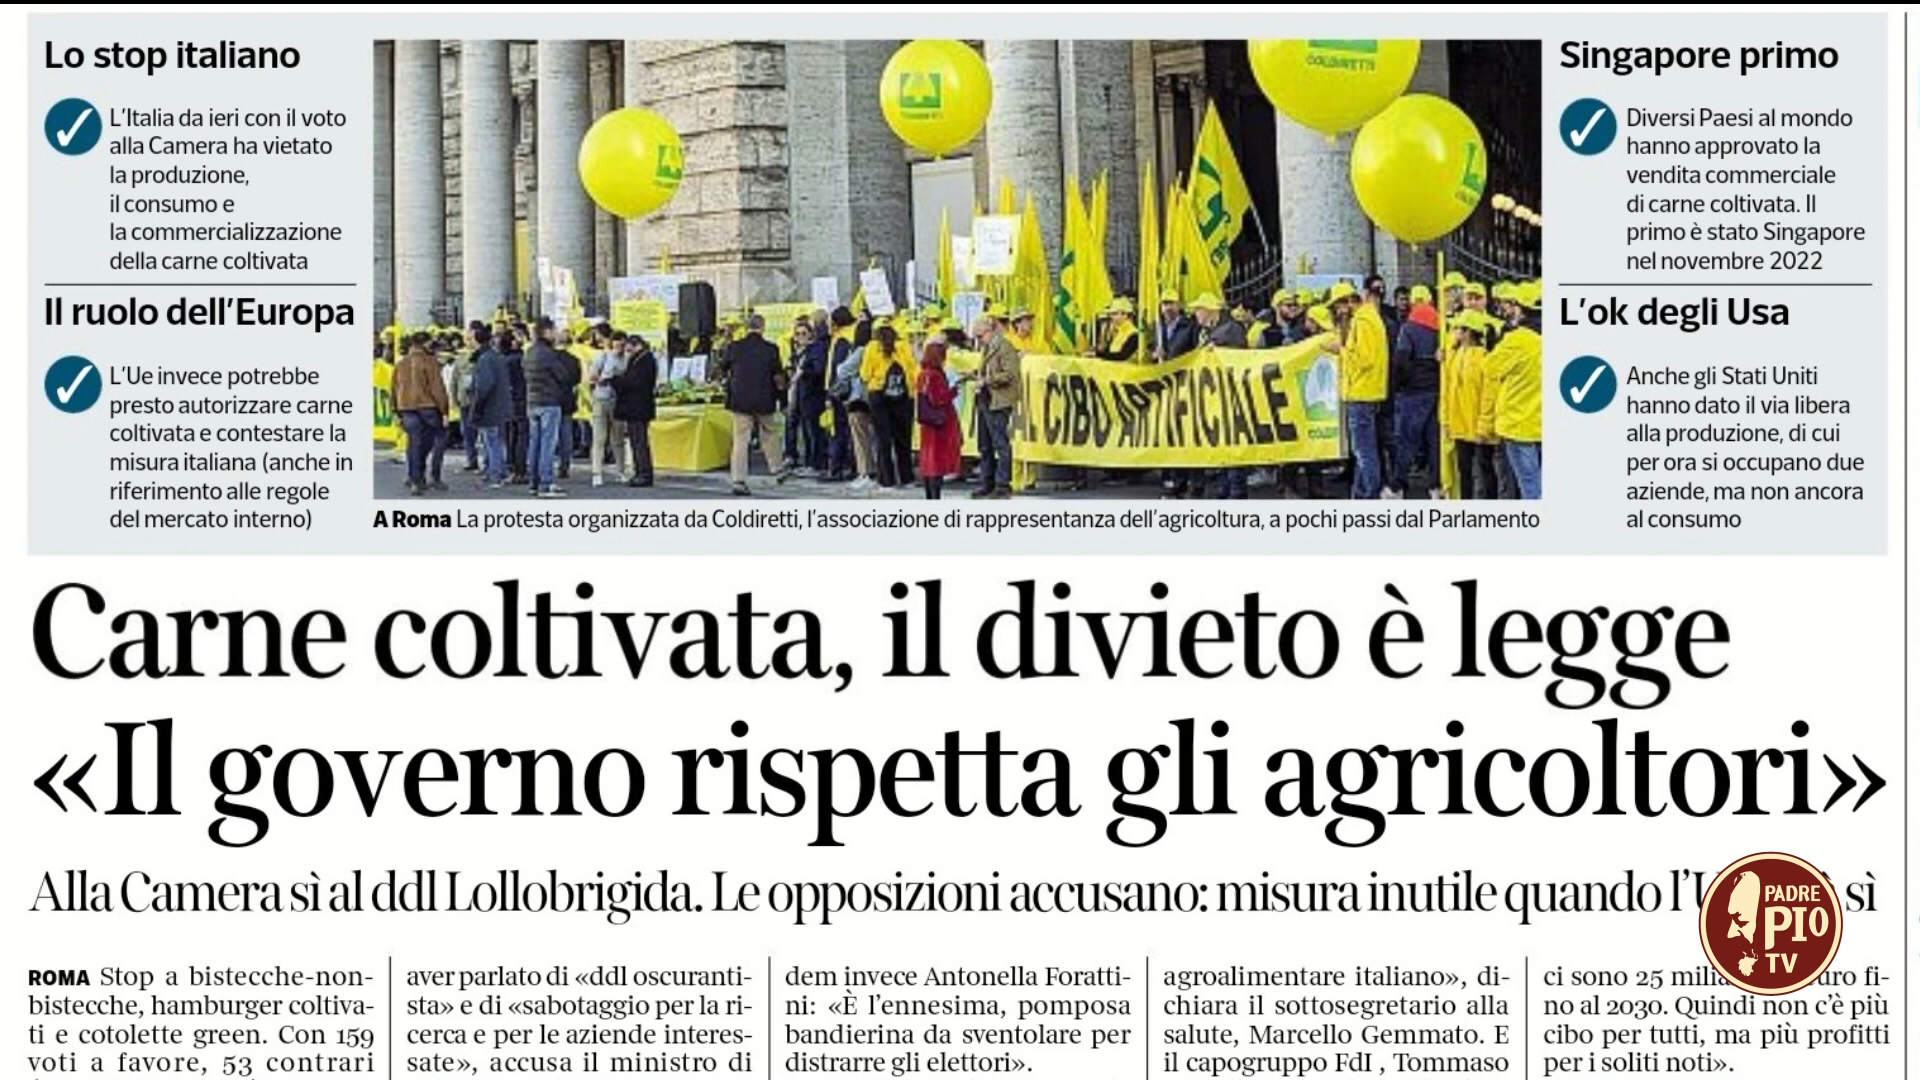 Lo stop italiano
L'Italia da ieri con il voto
alla Camera ha vietato
la produzione,
il consumo e
la commercializzazione
della carne coltivata
Il ruolo dell'Europa
L'Ue invece potrebbe
presto autorizzare carne
coltivata e contestare la
misura italiana (anche in
riferimento alle regole
del mercato interno)
COLDIRETTI
AL CIBO ARTIFICIALE
A Roma La protesta organizzata da Coldiretti, l'associazione di rappresentanza dell'agricoltura, a pochi passi dal Parlamento
Singapore primo
Diversi Paesi al mondo
hanno approvato la
vendita commerciale
di carne coltivata. Il
primo è stato Singapore
nel novembre 2022
L'ok degli Usa
Anche gli Stati Uniti
hanno dato il via libera
alla produzione, di cui
per ora si occupano due
aziende, ma non ancora
al consumo
Carne coltivata, il divieto è legge
«Il governo rispetta gli agricoltori»
Alla Camera sì al ddl Lollobrigida. Le opposizioni accusano: misura inutile quando sì
ROMA Stop a bistecche-non-
bistecche, hamburger coltiva-
ti e cotolette green. Con 159
voti a favore, 53 contrari
aver parlato di «ddl oscuranti-
sta» e di «sabotaggio per la ri-
cerca e per le aziende interes-
sate», accusa il ministro di
dem invece Antonella Foratti-
ni: «È l'ennesima, pomposa
bandierina da sventolare per
distrarre gli elettori».
agroalimentare italiano», di-
chiara il sottosegretario alla
salute, Marcello Gemmato. E
il capogruppo FdI , Tommaso
ci sono 25 fi-
no al 2030. Quindi non c'è più
cibo per tutti, ma più profitti
per i soliti noti».
PADRE
PIO
TV